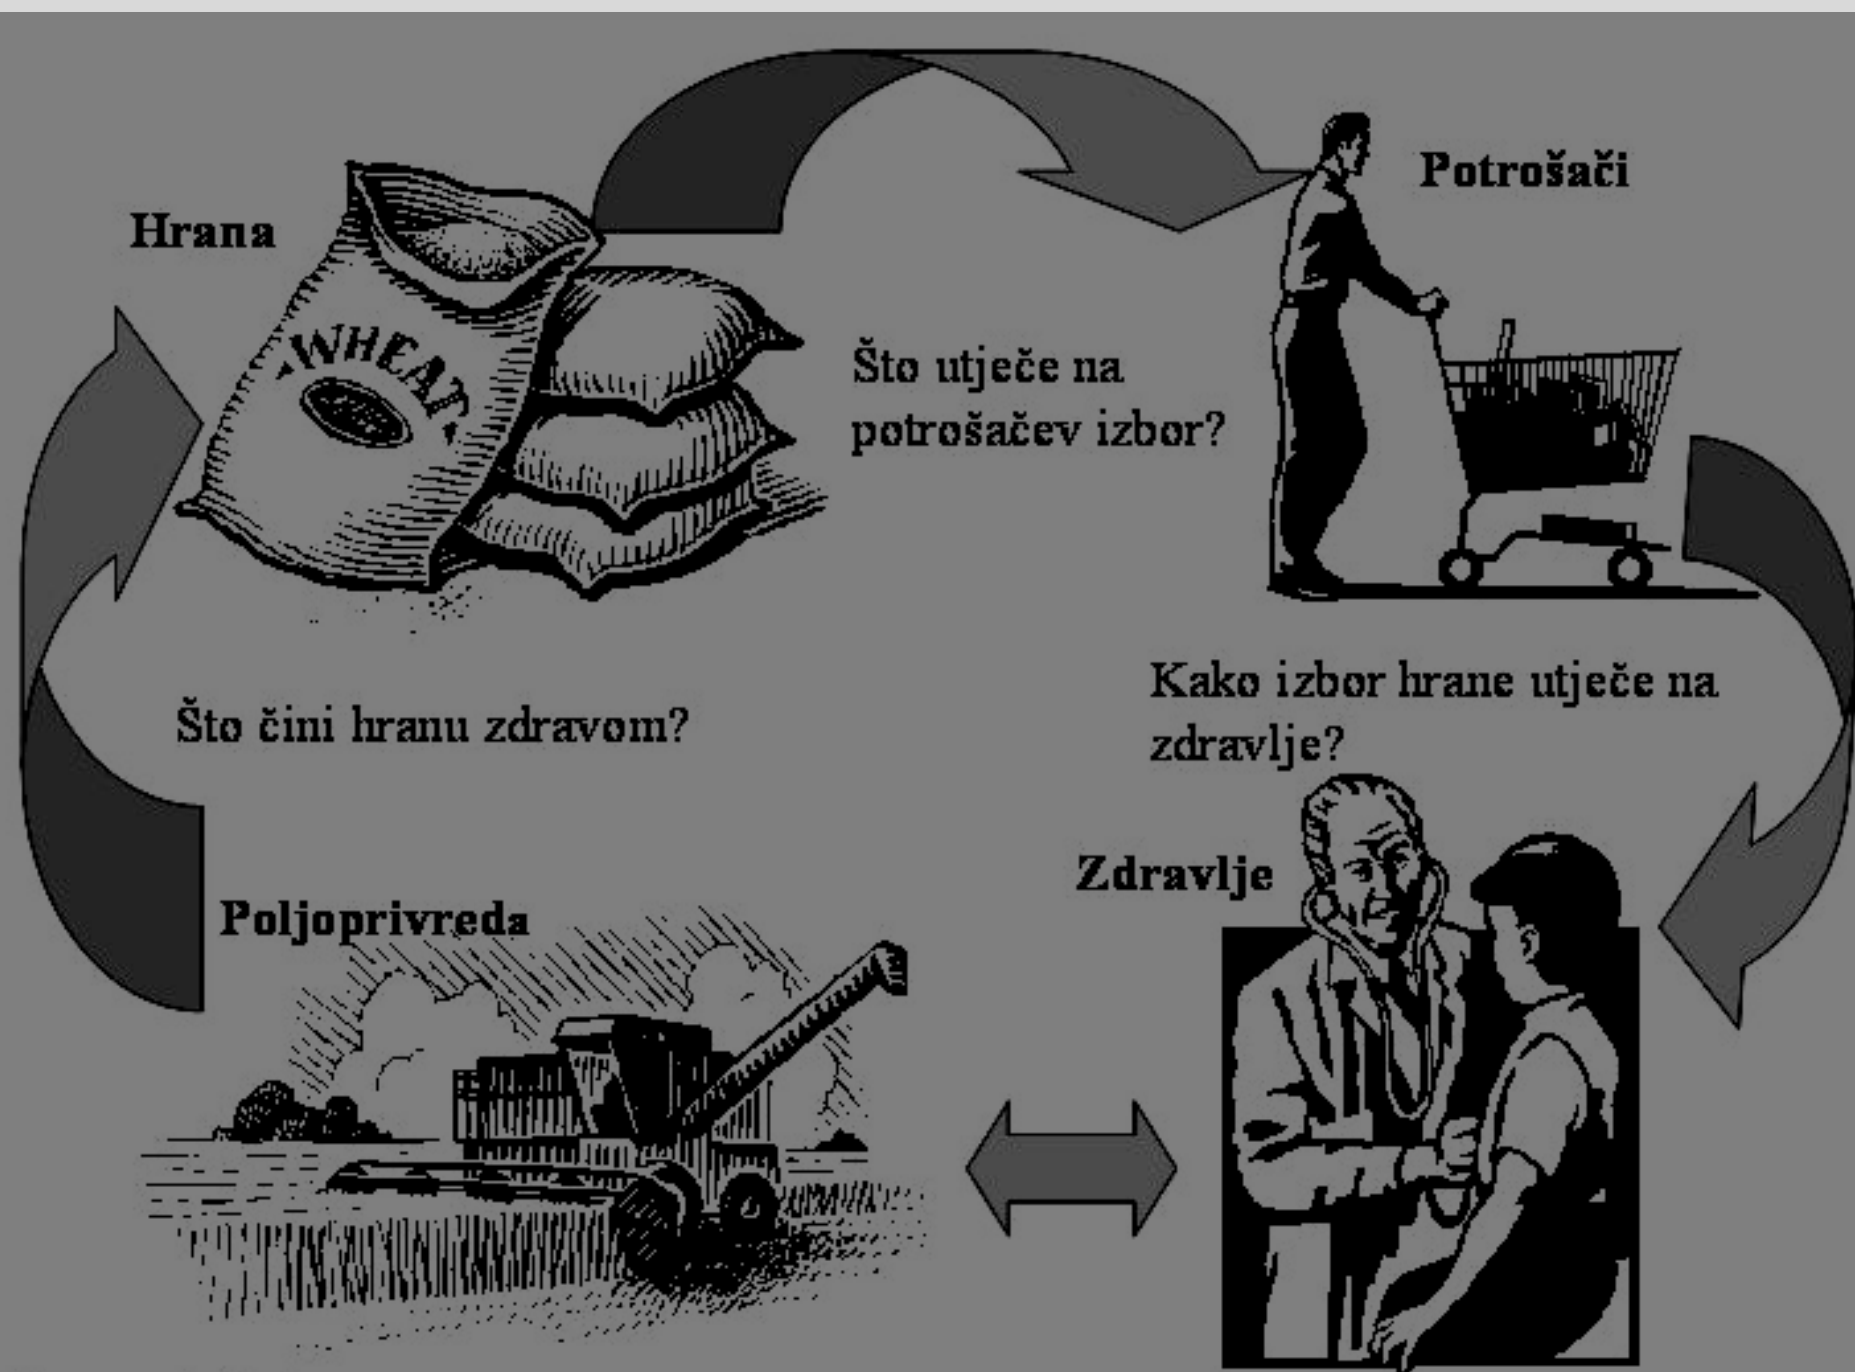 Potrošači
Hrana
WHEAT
Što utječe na
potrošačev izbor?
Kako izbor hrane utječe na
zdravlje?
Što čini hranu zdravom?
Zdravlje
Poljoprivreda